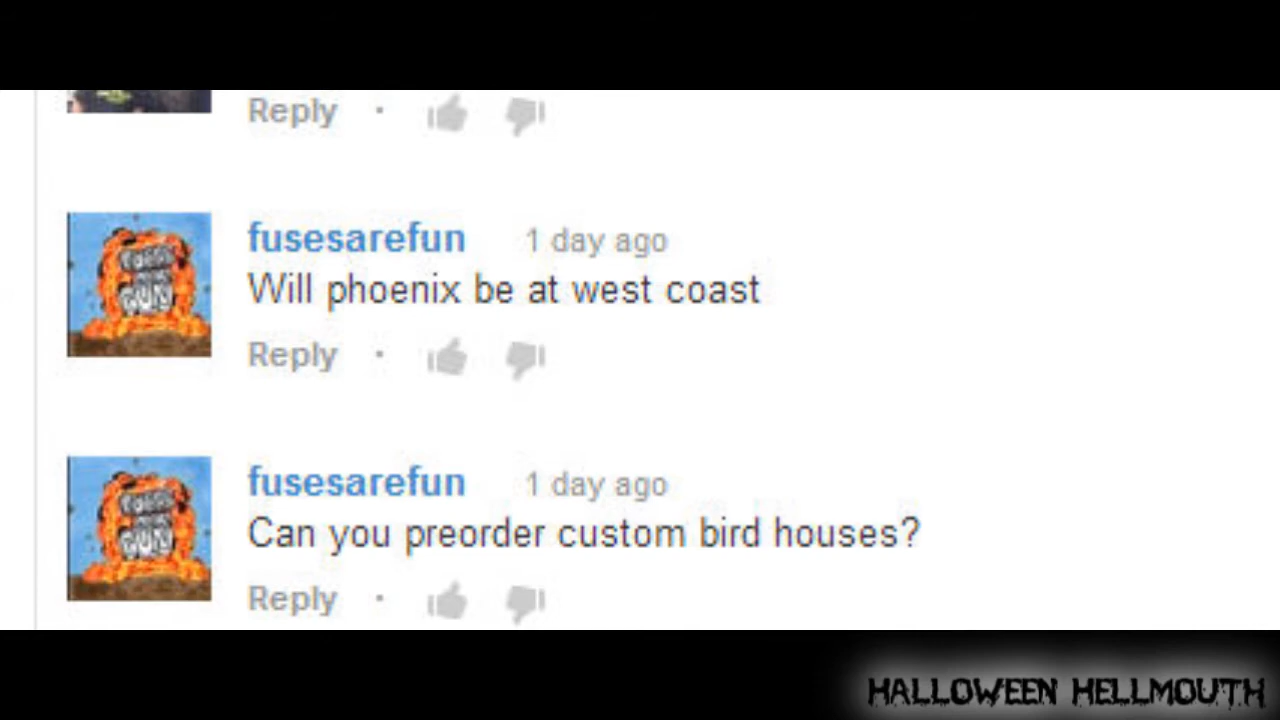 Reply ·
fusesarefun 1 day ago
Will phoenix be at west coast
Reply ·
fusesarefun 1 day ago
Can you preorder custom bird houses?
Reply ·
HALLOWEEN HELLMOUTH